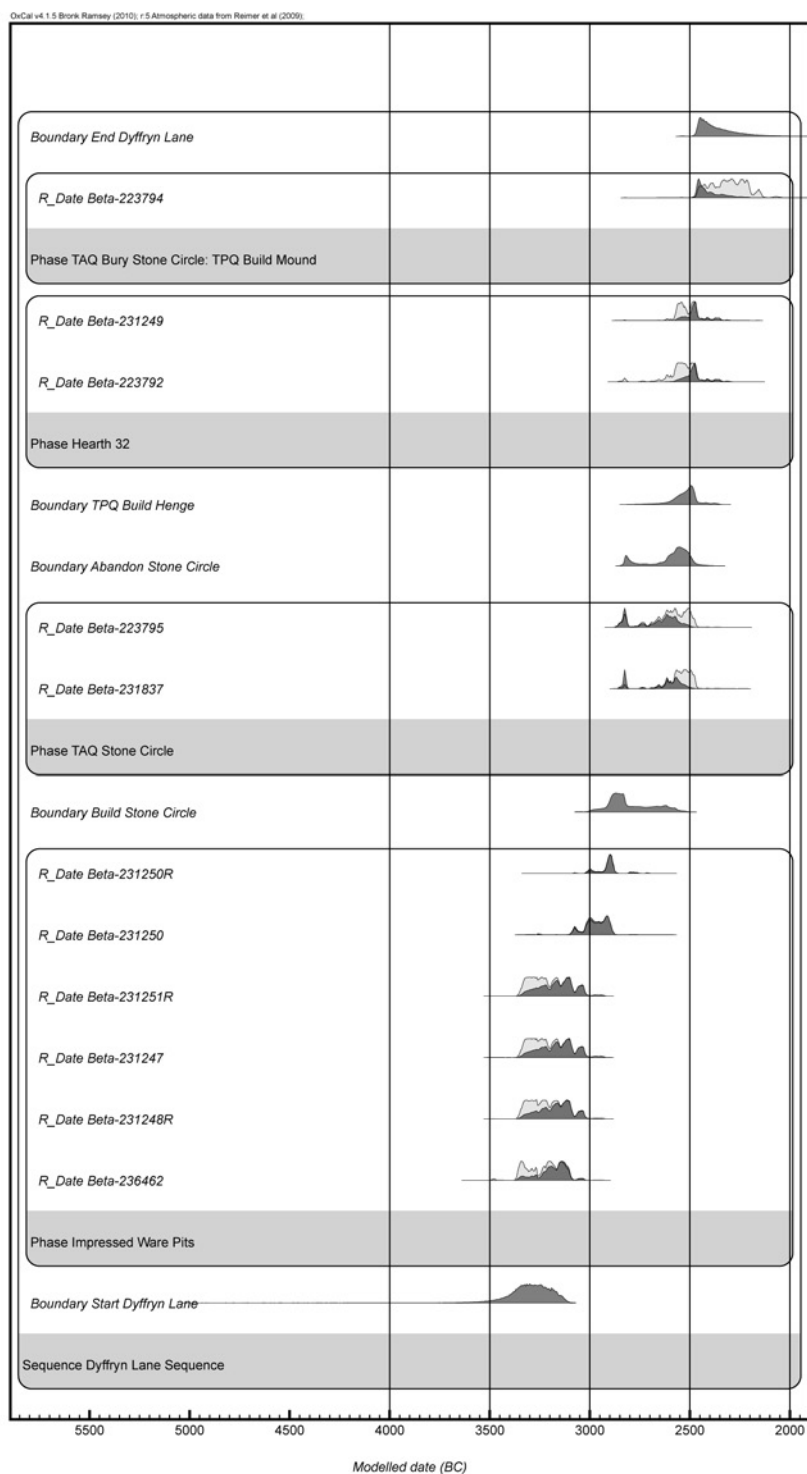 OxCal v4.1.5 Bronk Ramsey (2010); r:5 Atmospheric data from Reimer et al (2009);
Boundary End Dyffryn Lane
R_Date Beta-223794
Phase TAQ Bury Stone Circle: TPQ Build Mound
R_Date Beta-231249
R_Date Beta-223792
Phase Hearth 32
Boundary TPQ Build Henge
Boundary Abandon Stone Circle
R_Date Beta-223795
R_Date Beta-231837
Phase TAQ Stone Circle
Boundary Build Stone Circle
R_Date Beta-231250R
R_Date Beta-231250
R_Date Beta-231251R
R_Date Beta-231247
R_Date Beta-231248R
R_Date Beta-236462
Phase Impressed Ware Pits
Boundary Start Dyffryn Lane
Sequence Dyffryn Lane Sequence
5500 5000 4500 4000 3500 3000 2500 2000
Modelled date (BC)